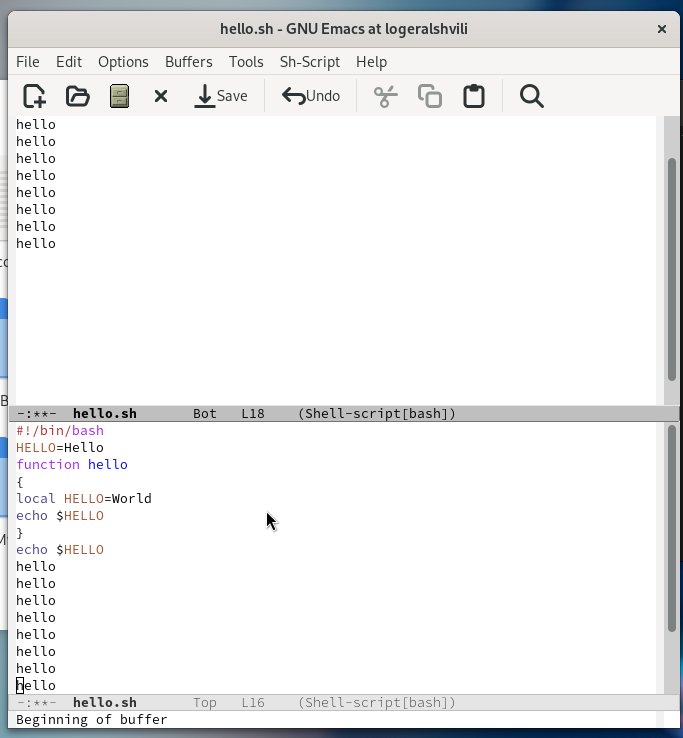 hello.sh - GNU Emacs at logeralshvili
File Edit Options Buffers Tools Sh-Script Help
Save Undo
hello
hello
hello
hello
hello
hello
hello
hello
-:**- hello.sh Bot L18 (Shell-script[bash])
#!/bin/bash
HELLO=Hello
function hello
{
local HELLO=World
echo $HELLO
}
echo $HELLO
hello
hello
hello
hello
hello
hello
hello
hello
-:**- hello.sh Top L16 (Shell-script[bash])
Beginning of buffer